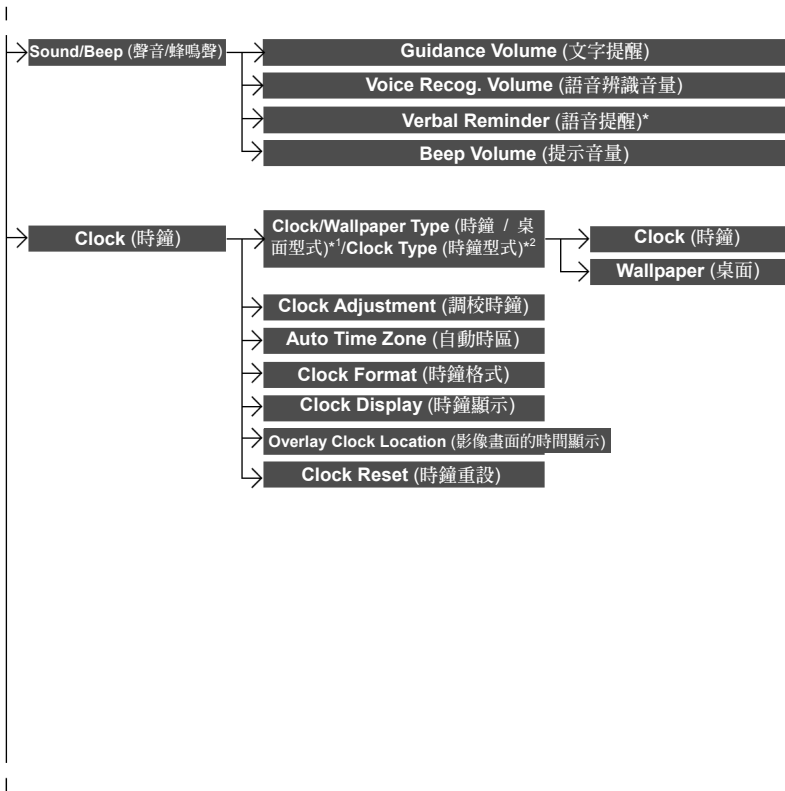 Sound/Beep (聲音/蜂鳴聲)
Guidance Volume (文字提醒)
Voice Recog. Volume (語音辨識音量)
Verbal Reminder (語音提醒)*
Beep Volume (提示音量)
Clock (時鐘)
Clock/Wallpaper Type (時鐘 / 桌
面型式)*1/Clock Type (時鐘型式)*2
Clock (時鐘)
Wallpaper (桌面)
Clock Adjustment (調校時鐘)
Auto Time Zone (自動時區)
Clock Format (時鐘格式)
Clock Display (時鐘顯示)
Overlay Clock Location (影像畫面的時間顯示)
Clock Reset (時鐘重設)